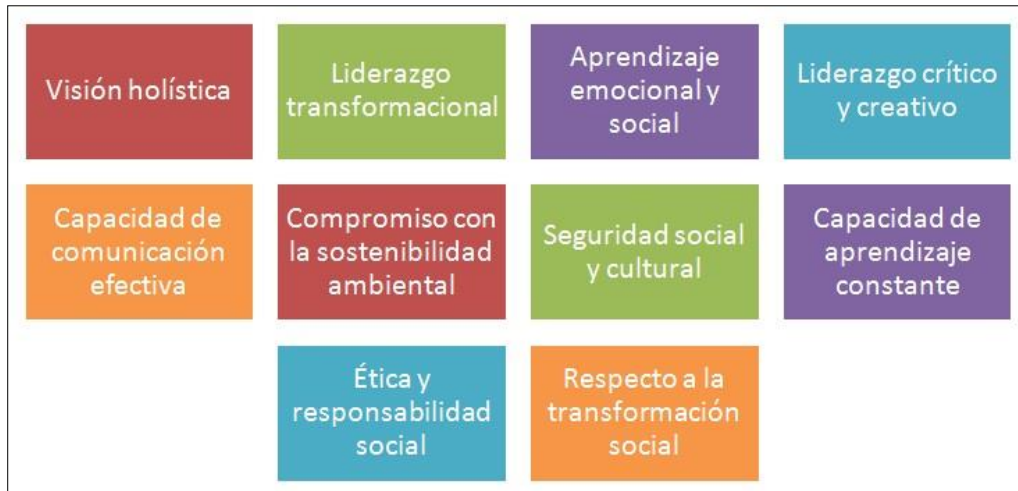 Visión holística
Liderazgo
transformacional
Aprendizaje
emocional y
social
Liderazgo crítico
y creativo
Capacidad de
comunicación
efectiva
Compromiso con
la sostenibilidad
ambiental
Seguridad social
y cultural
Capacidad de
aprendizaje
constante
Ética y
responsabilidad
social
Respecto a la
transformación
social